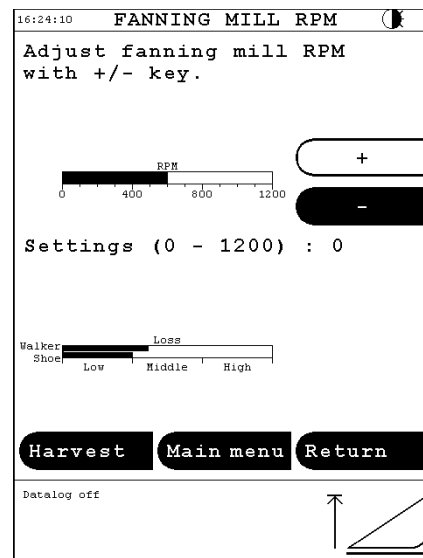 16:24:10 FANNING MILL RPM
Adjust fanning mill RPM
with +/- key.
+
RPM
0 400 800 1200
-
Settings (0 - 1200) : 0
Loss
Walker
Shoe
Low Middle High
Harvest Main menu Return
Datalog off